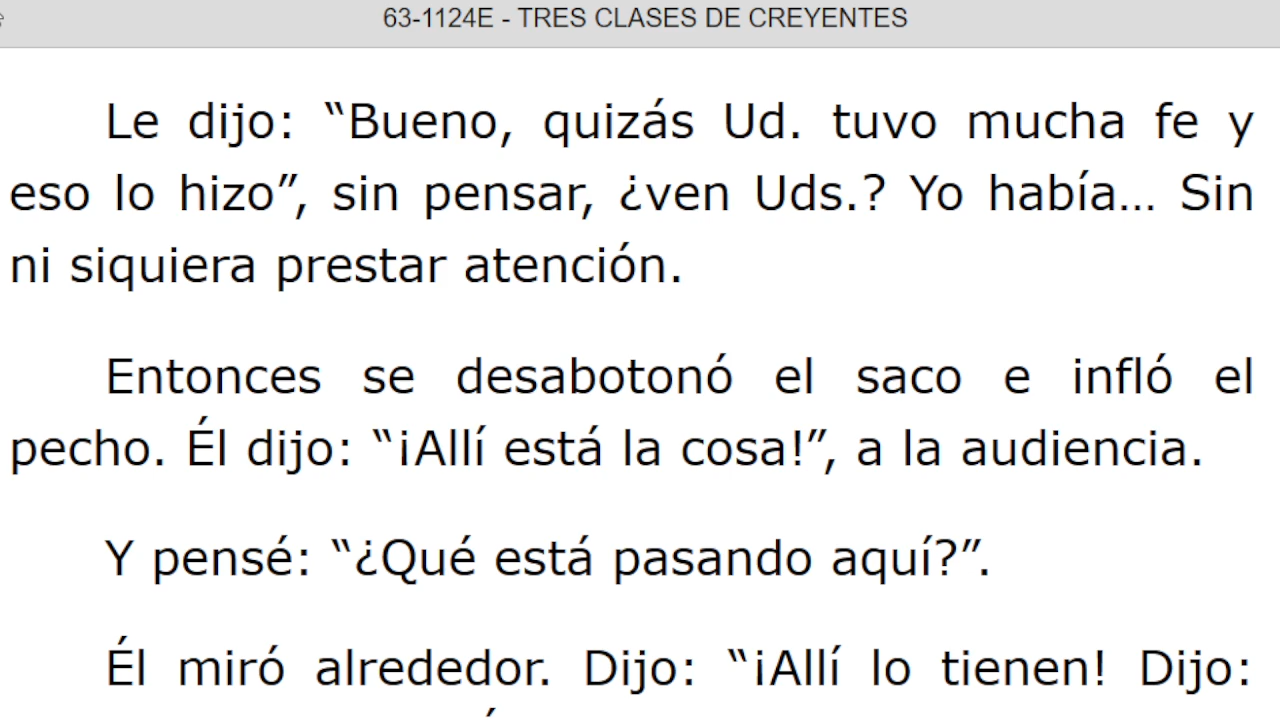 63-1124E - TRES CLASES DE CREYENTES
Le dijo: “Bueno, quizás Ud. tuvo mucha fe y
eso lo hizo”, sin pensar, ¿ven Uds.? Yo había… Sin
ni siquiera prestar atención.
Entonces se desabotonó el saco e infló el
pecho. Él dijo: “¡Allí está la cosa!”, a la audiencia.
Y pensé: “¿Qué está pasando aquí?”.
Él miró alrededor. Dijo: “¡Allí lo tienen! Dijo: